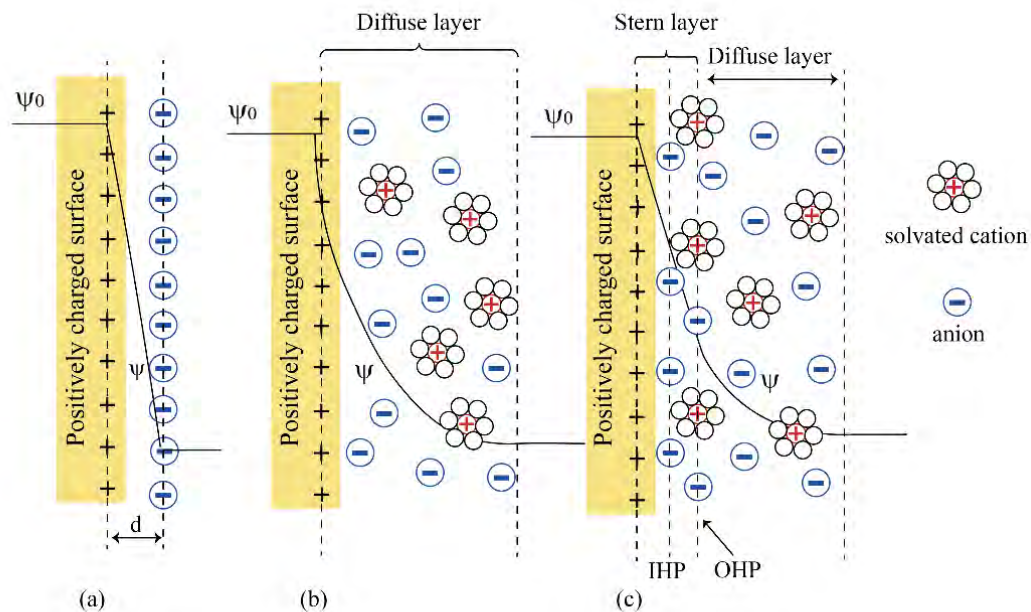 Diffuse layer
Stern layer
Diffuse layer
Ψ0
Ψ0
Ψ0
Positively charged surface
Positively charged surface
Positively charged surface
Ψ
Ψ
Ψ
solvated cation
anion
d
IHP
OHP
(a)
(b)
(c)